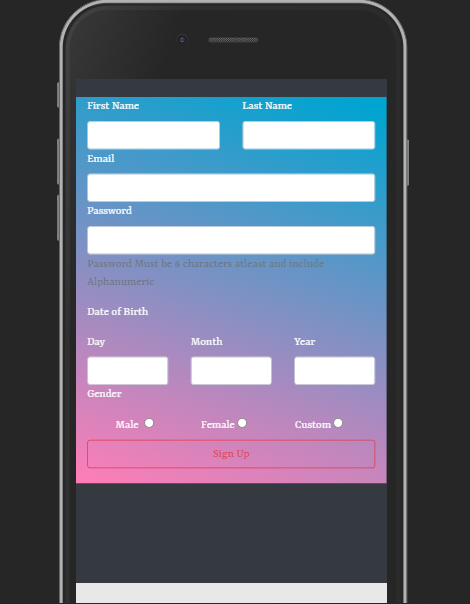 First Name Last Name
Email
Password
Password Must be 6 characters atleast and include
Alphanumeric
Date of Birth
Day Month Year
Gender
Male Female Custom
Sign Up